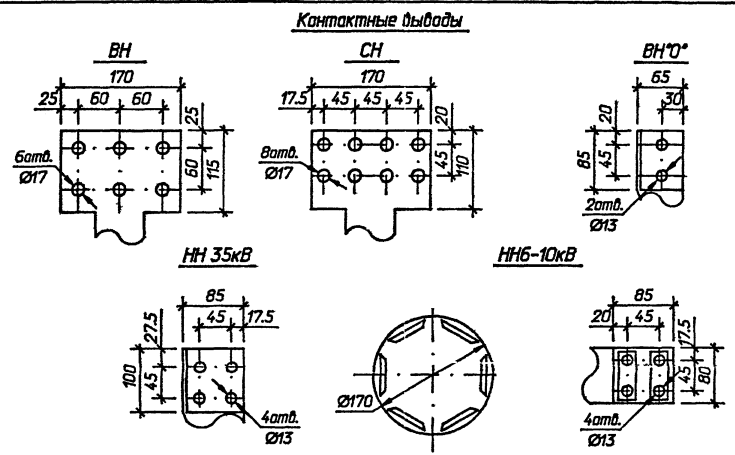 Контактные выводы
ВН
170
25
60
60
25
60
115
6отв.
Ø17
СН
170
17.5
45
45
45
20
45
110
8отв.
Ø17
ВН"0"
65
30
20
45
85
2отв.
Ø13
НН 35кВ
85
45
17.5
27.5
45
100
4отв.
Ø13
НН6-10кВ
Ø170
85
20
45
17.5
45
80
4отв.
Ø13